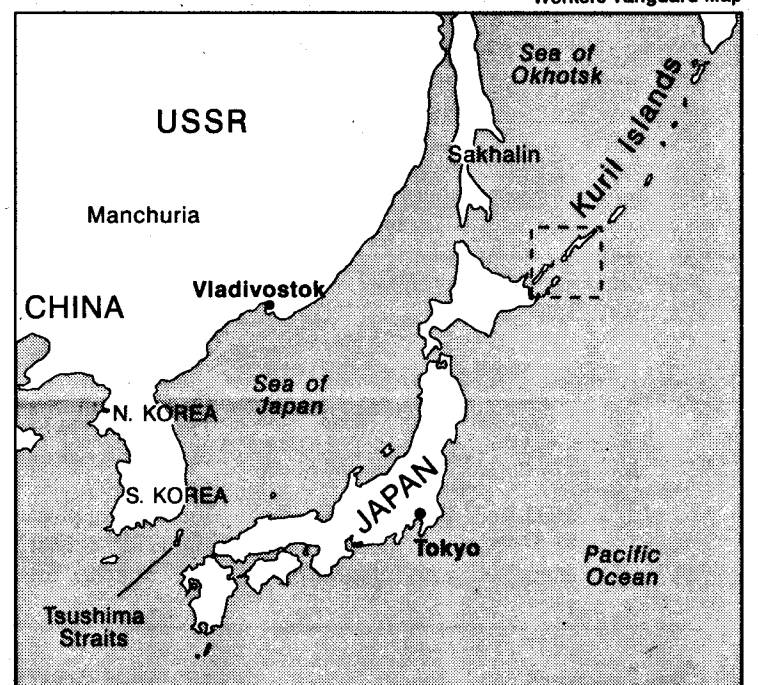 Workers Vanguard Map
Sea of
Okhotsk
Kuril Islands
USSR
Sakhalin
Manchuria
Vladivostok
CHINA
Sea of
Japan
N. KOREA
S. KOREA
JAPAN
Tokyo
Pacific
Ocean
Tsushima
Straits